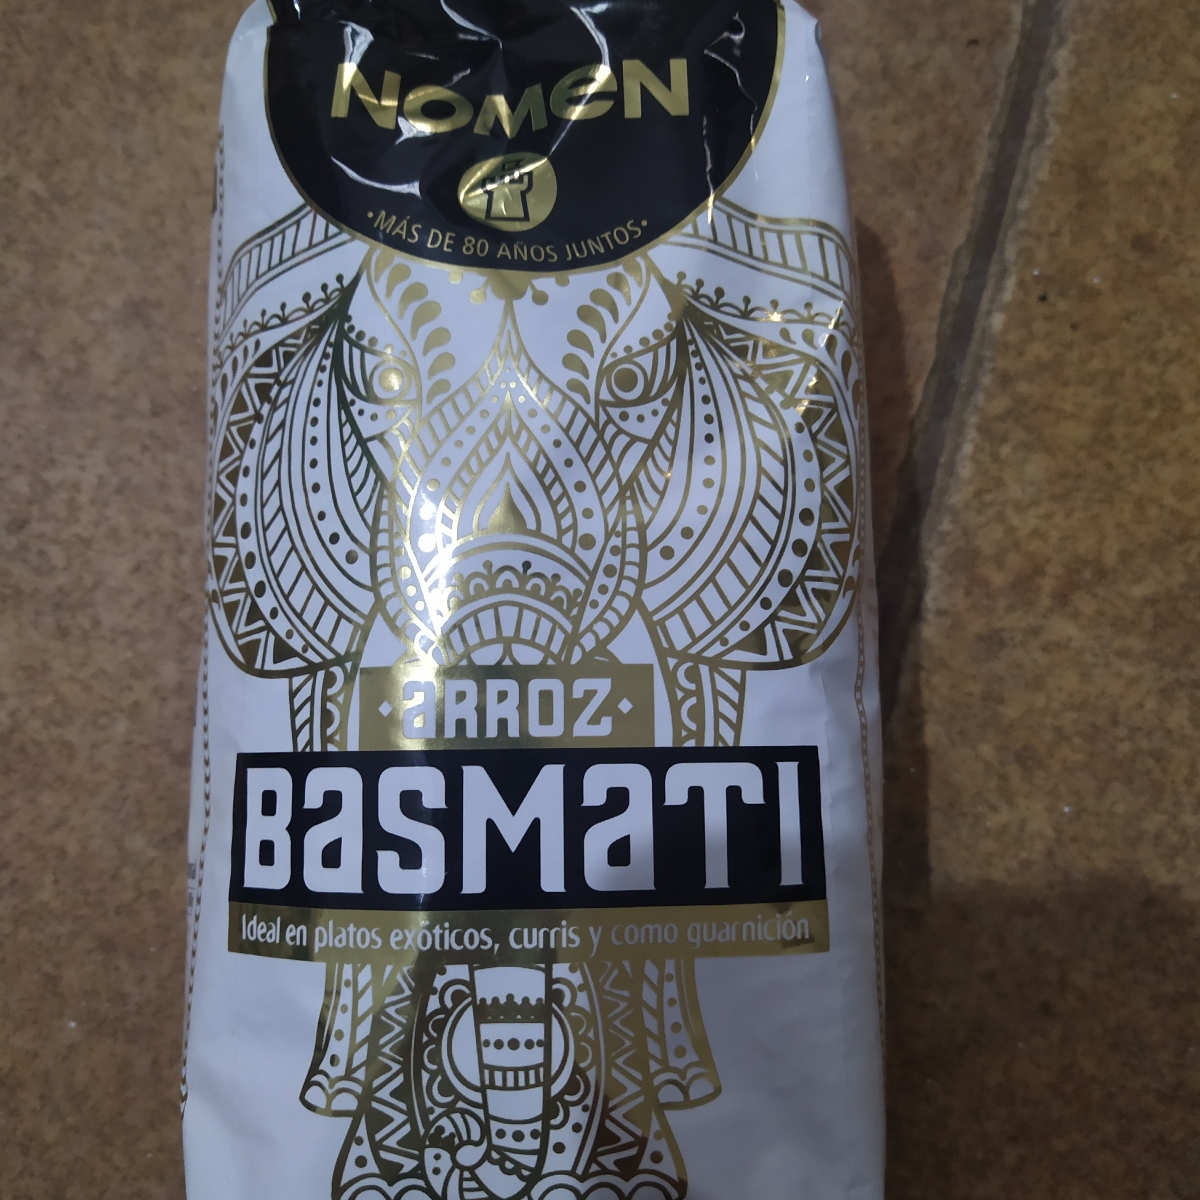 NOMEN
·MÁS DE 80 AÑOS JUNTOS·
·ARROZ·
BASMATI
Ideal en platos exóticos, curris y como guarnición